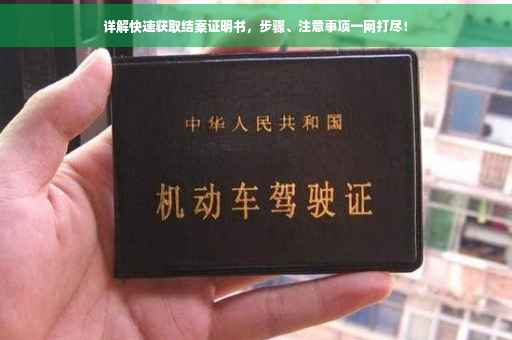 详解快速获取结案证明书，步骤、注意事项一网打尽！
中华人民共和国
机动车驾驶证